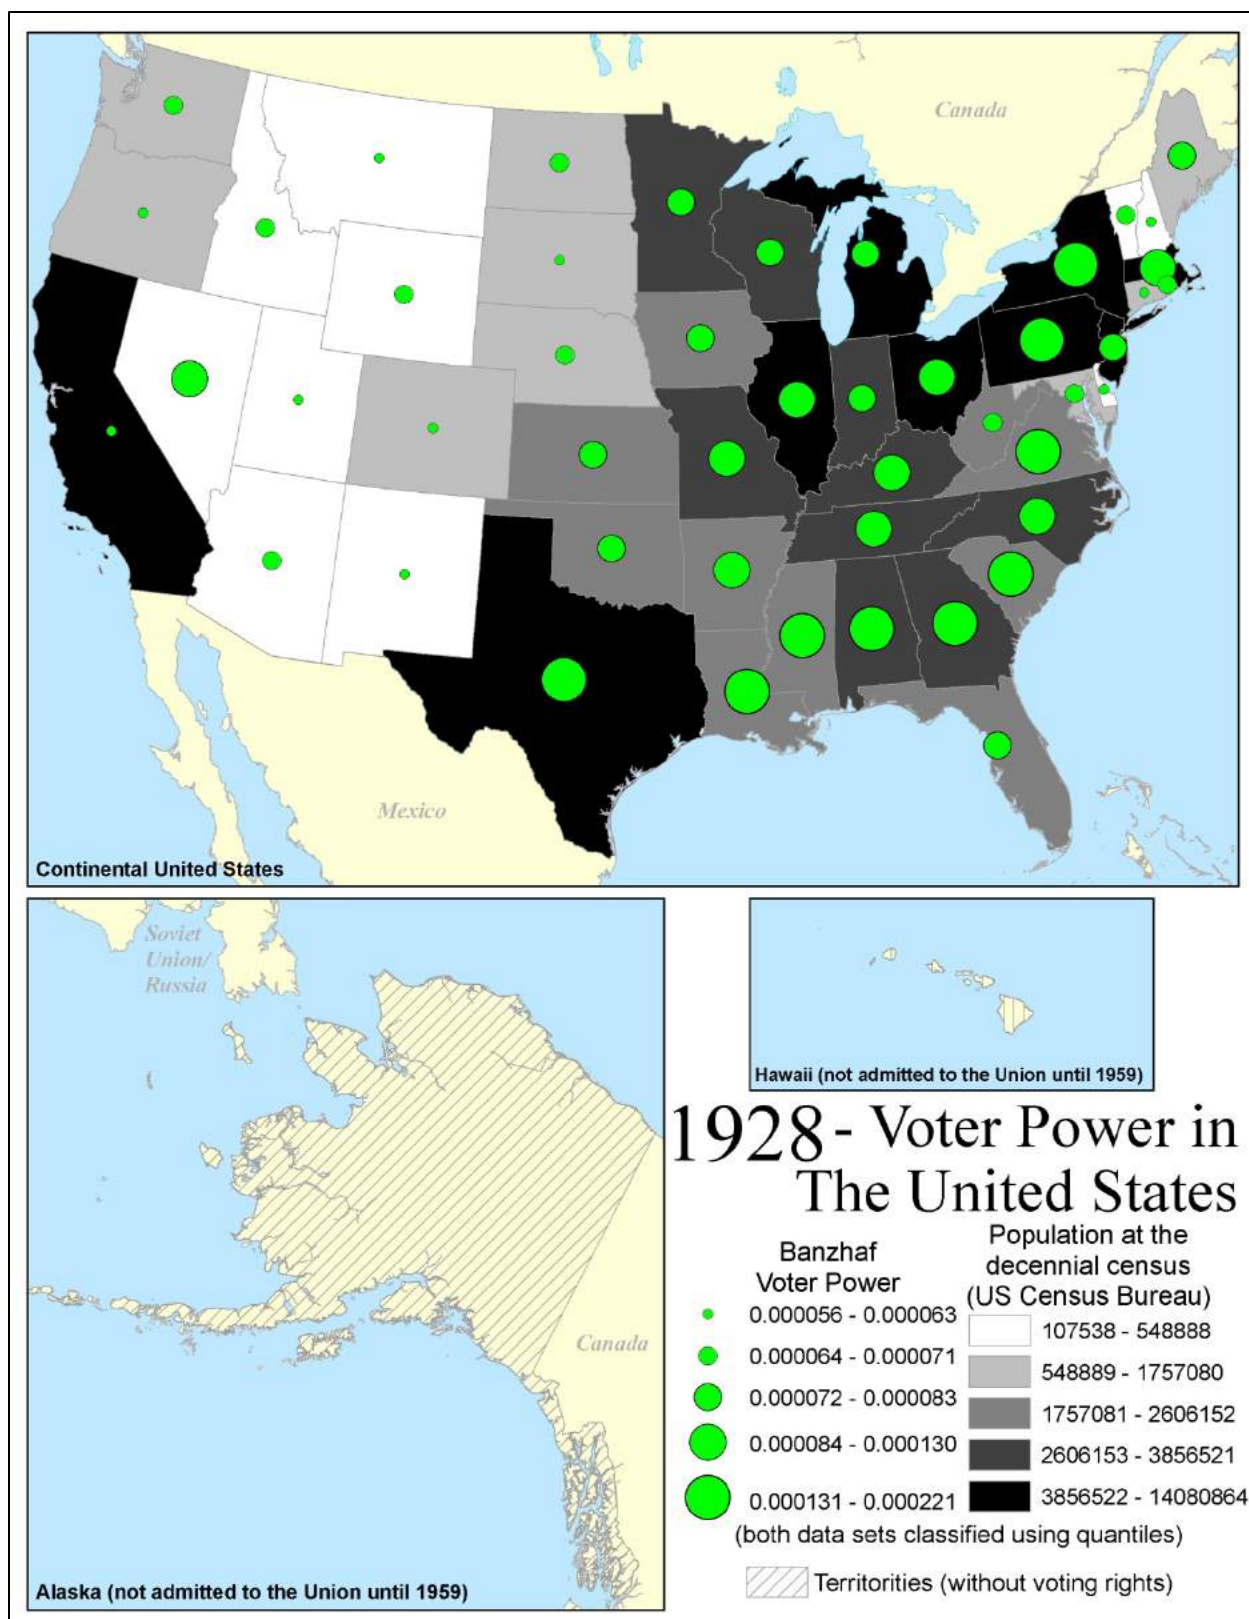 Canada
Mexico
Continental United States
Soviet
Union/
Russia
Canada
Alaska (not admitted to the Union until 1959)
Hawaii (not admitted to the Union until 1959)
1928 - Voter Power in
The United States
Banzhaf
Voter Power
0.000056 - 0.000063
0.000064 - 0.000071
0.000072 - 0.000083
0.000084 - 0.000130
0.000131 - 0.000221
Population at the
decennial census
(US Census Bureau)
107538 - 548888
548889 - 1757080
1757081 - 2606152
2606153 - 3856521
3856522 - 14080864
(both data sets classified using quantiles)
Territorities (without voting rights)